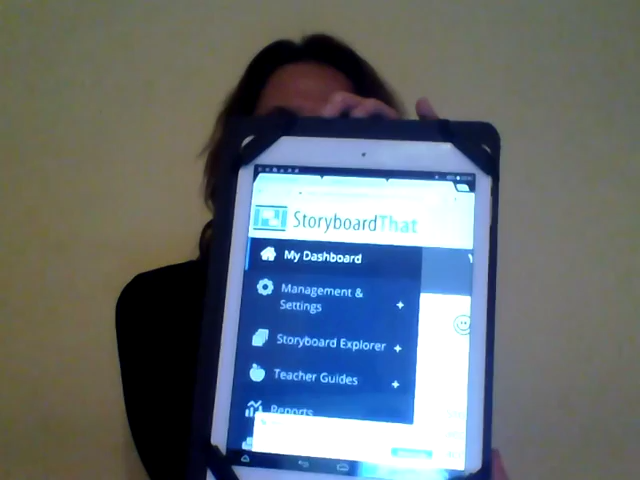 StoryboardThat
My Dashboard
Management &
Settings
Storyboard Explorer
Teacher Guides
Reports